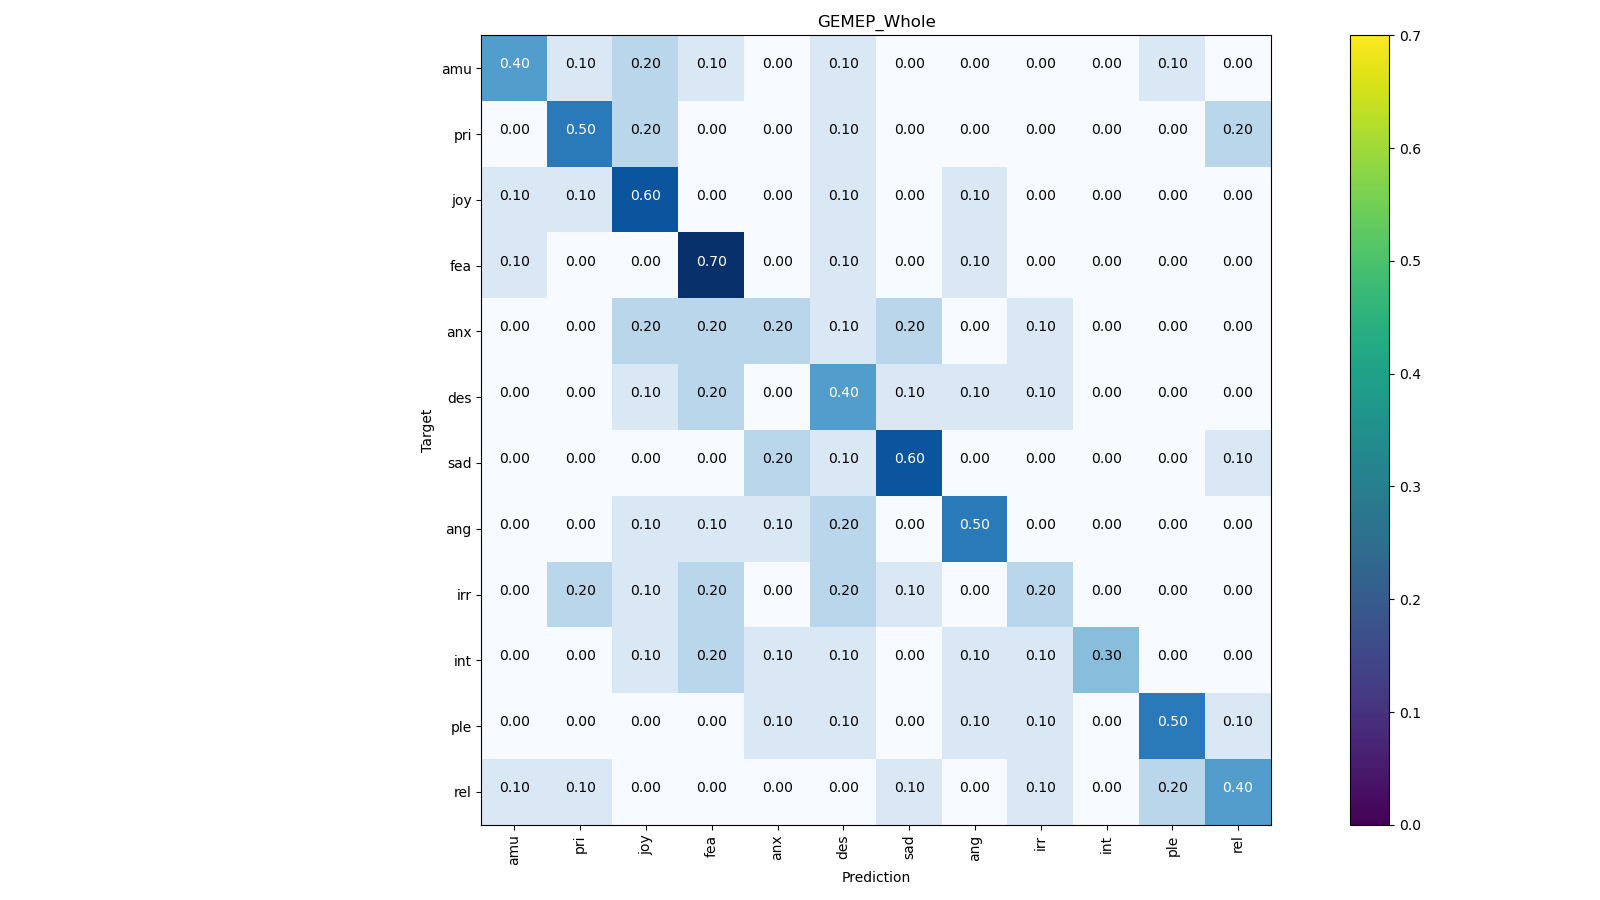 GEMEP_Whole
amu 0.40 0.10 0.20 0.10 0.00 0.10 0.00 0.00 0.00 0.00 0.10 0.00
pri 0.00 0.50 0.20 0.00 0.00 0.10 0.00 0.00 0.00 0.00 0.00 0.20
joy 0.10 0.10 0.60 0.00 0.00 0.10 0.00 0.10 0.00 0.00 0.00 0.00
fea 0.10 0.00 0.00 0.70 0.00 0.10 0.00 0.10 0.00 0.00 0.00 0.00
anx 0.00 0.00 0.20 0.20 0.20 0.10 0.20 0.00 0.10 0.00 0.00 0.00
des 0.00 0.00 0.10 0.20 0.00 0.40 0.10 0.10 0.10 0.00 0.00 0.00
sad 0.00 0.00 0.00 0.00 0.20 0.10 0.60 0.00 0.00 0.00 0.00 0.10
ang 0.00 0.00 0.10 0.10 0.10 0.20 0.00 0.50 0.00 0.00 0.00 0.00
irr 0.00 0.20 0.10 0.20 0.00 0.20 0.10 0.00 0.20 0.00 0.00 0.00
int 0.00 0.00 0.10 0.20 0.10 0.10 0.00 0.10 0.10 0.30 0.00 0.00
ple 0.00 0.00 0.00 0.00 0.10 0.10 0.00 0.10 0.10 0.00 0.50 0.10
rel 0.10 0.10 0.00 0.00 0.00 0.00 0.10 0.00 0.10 0.00 0.20 0.40
amu pri joy fea anx des sad ang irr int ple rel
Prediction
Target
0.7
0.6
0.5
0.4
0.3
0.2
0.1
0.0